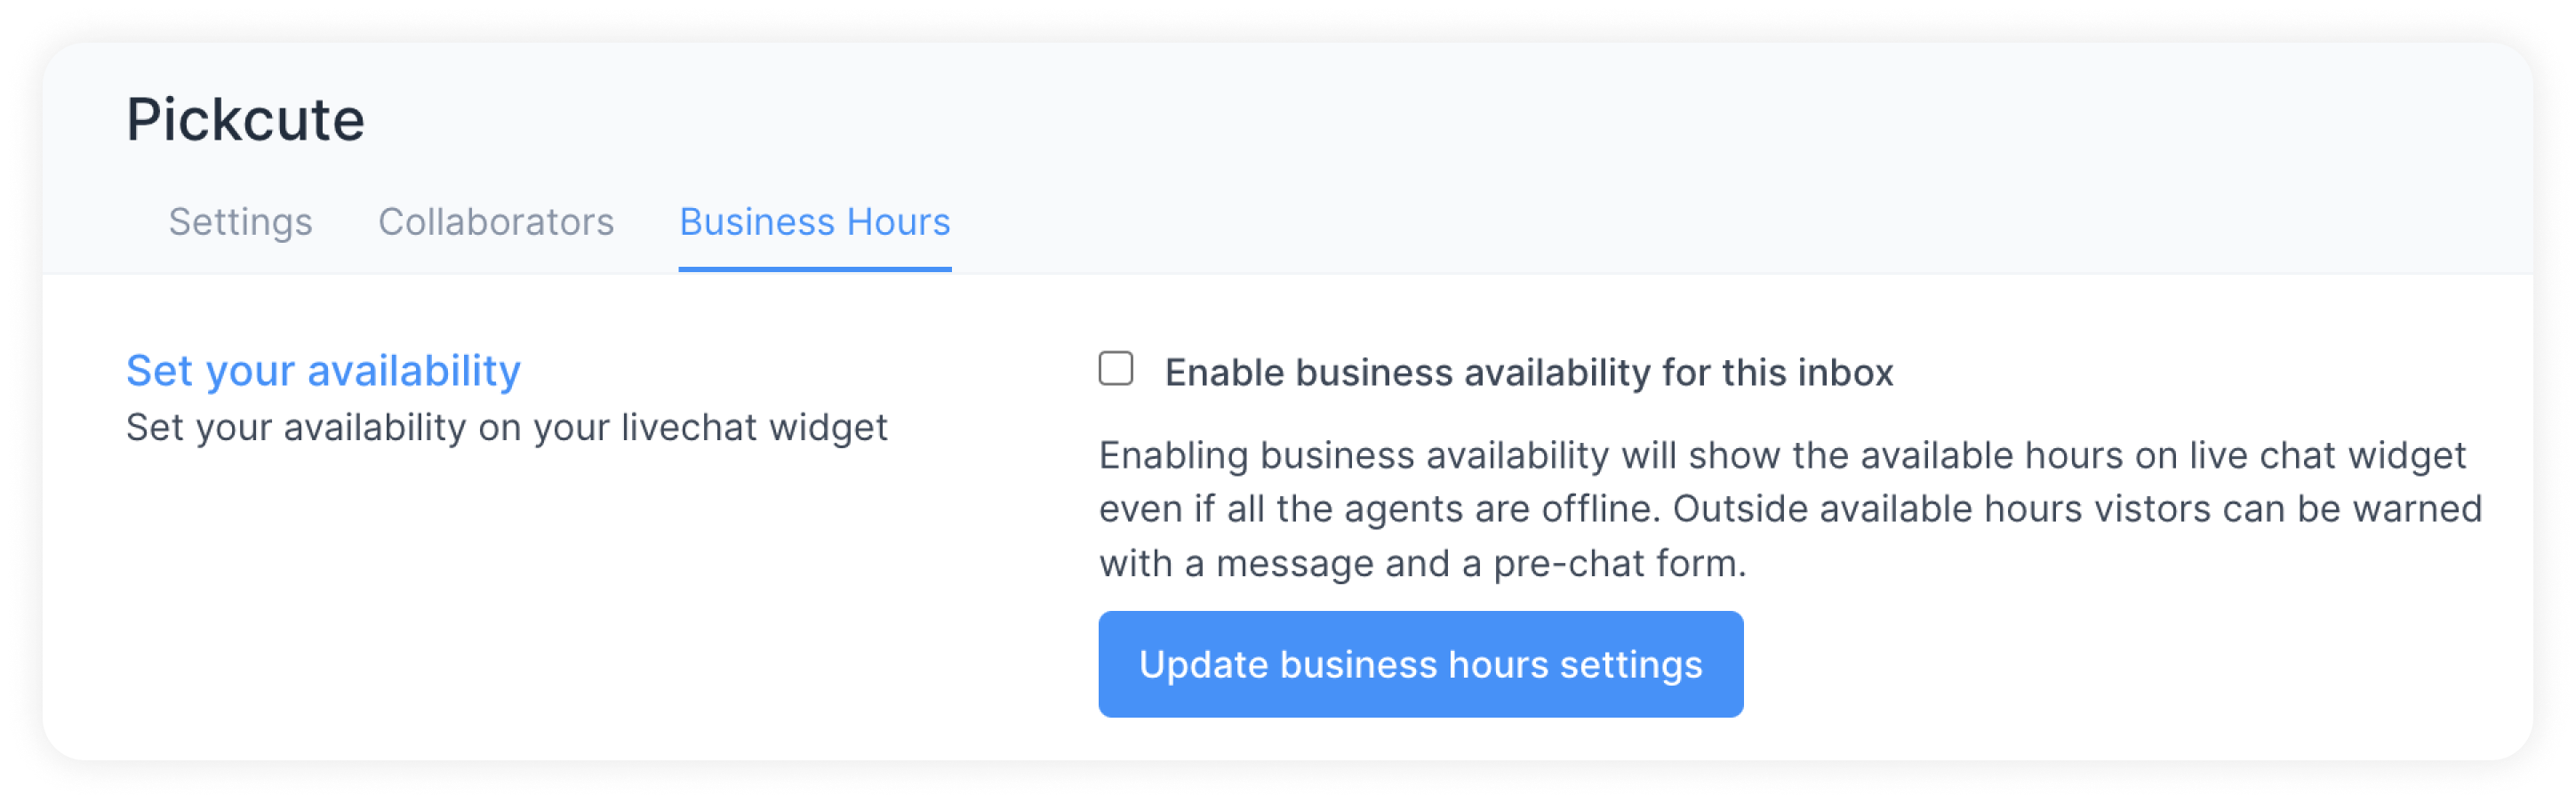 Pickcute
Settings Collaborators Business Hours
Set your availability
Set your availability on your livechat widget
Enable business availability for this inbox
Enabling business availability will show the available hours on live chat widget
even if all the agents are offline. Outside available hours vistors can be warned
with a message and a pre-chat form.
Update business hours settings